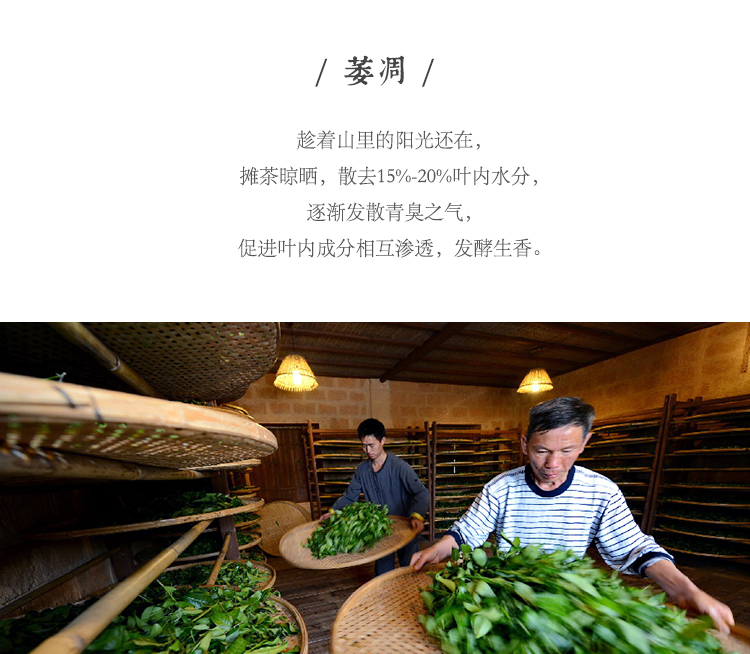 / 萎凋 /
趁着山里的阳光还在，
摊茶晾晒，散去15%-20%叶内水分，
逐渐发散青臭之气，
促进叶内成分相互渗透，发酵生香。